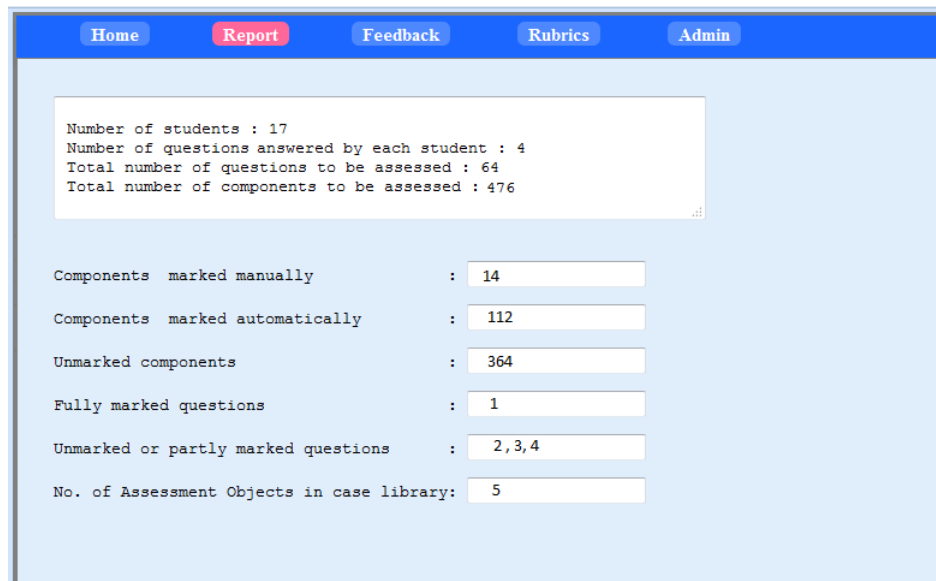 Home Report Feedback Rubrics Admin
Number of students : 17
Number of questions answered by each student : 4
Total number of questions to be assessed : 64
Total number of components to be assessed : 476
Components marked manually : 14
Components marked automatically : 112
Unmarked components : 364
Fully marked questions : 1
Unmarked or partly marked questions : 2,3,4
No. of Assessment Objects in case library: 5